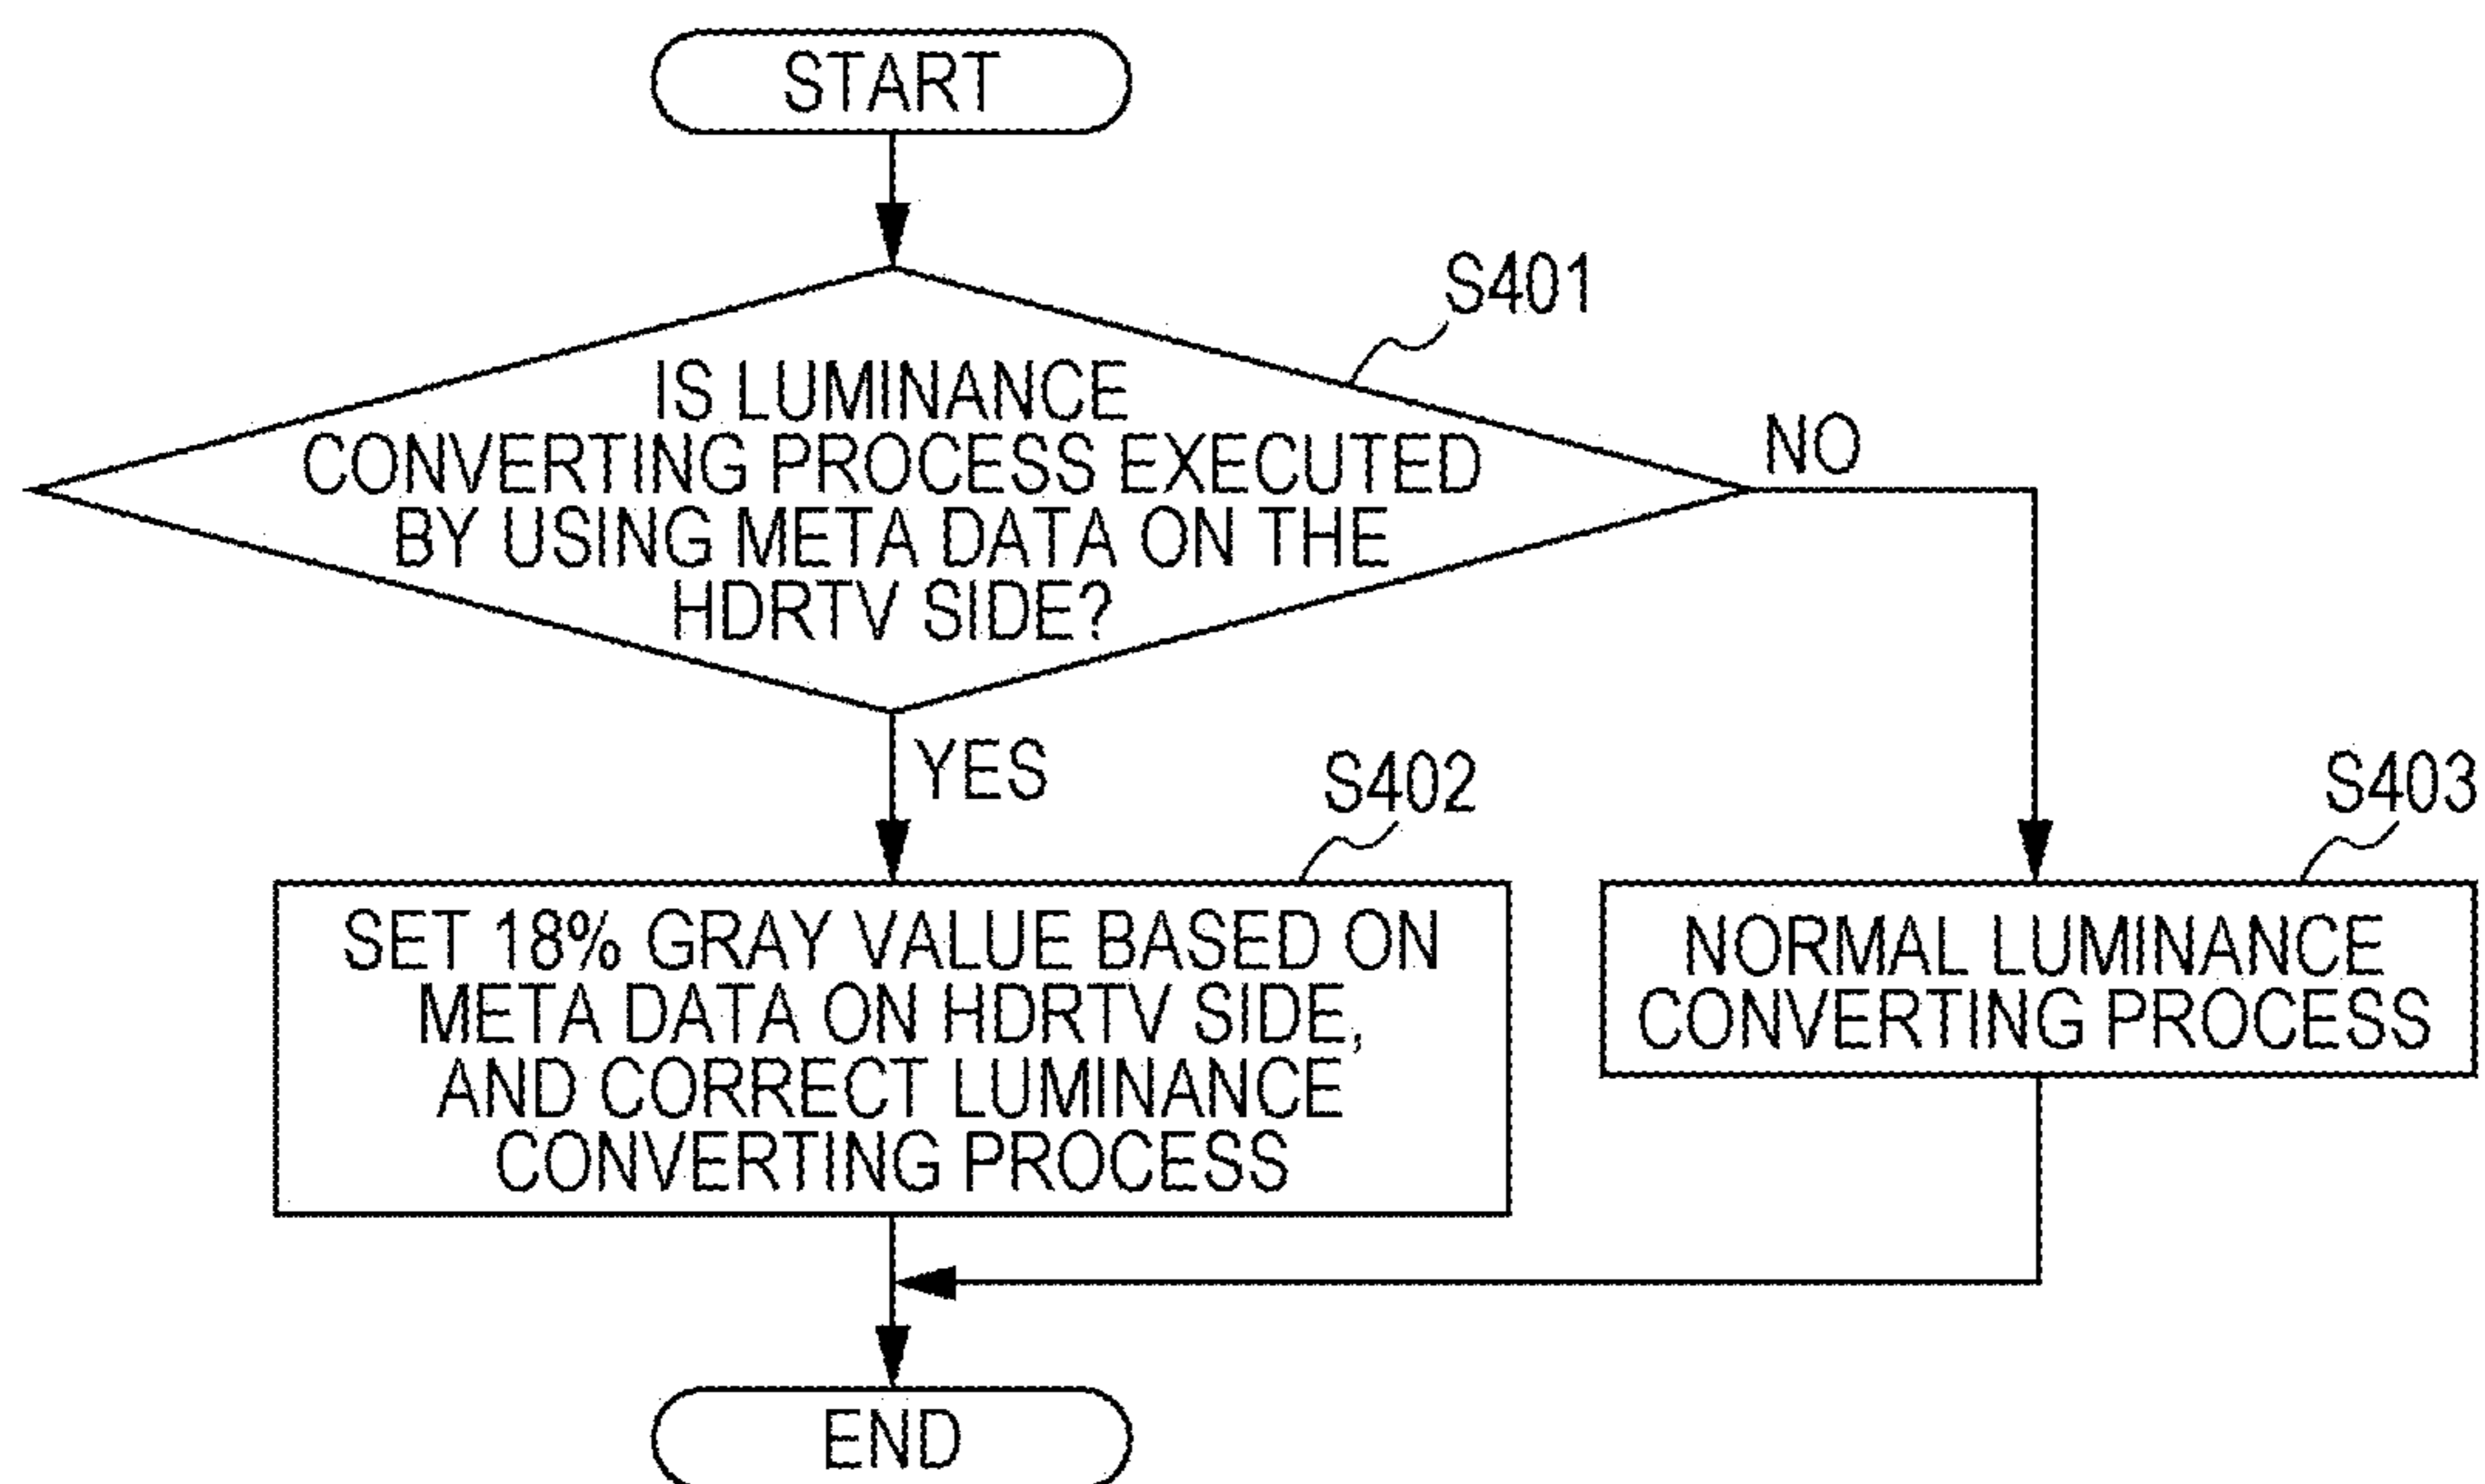 START
S401
IS LUMINANCE
CONVERTING PROCESS EXECUTED
BY USING META DATA ON THE
HDRTV SIDE?
NO
YES
S402
S403
SET 18% GRAY VALUE BASED ON
META DATA ON HDRTV SIDE,
AND CORRECT LUMINANCE
CONVERTING PROCESS
NORMAL LUMINANCE
CONVERTING PROCESS
END